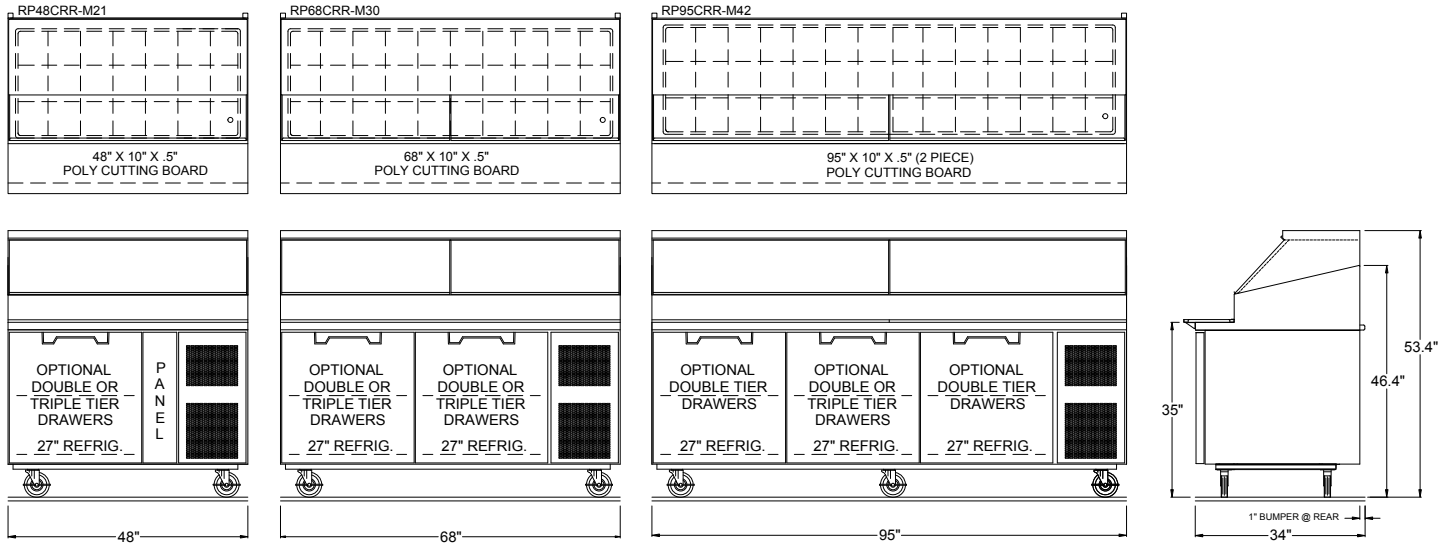 RP48CRR-M21
RP68CRR-M30
RP95CRR-M42
48" X 10" X .5"
POLY CUTTING BOARD
68" X 10" X .5"
POLY CUTTING BOARD
95" X 10" X .5" (2 PIECE)
POLY CUTTING BOARD
OPTIONAL
DOUBLE OR
TRIPLE TIER
DRAWERS
27" REFRIG.
PANEL
OPTIONAL
DOUBLE OR
TRIPLE TIER
DRAWERS
27" REFRIG.
OPTIONAL
DOUBLE OR
TRIPLE TIER
DRAWERS
27" REFRIG.
OPTIONAL
DOUBLE TIER
DRAWERS
27" REFRIG.
OPTIONAL
DOUBLE OR
TRIPLE TIER
DRAWERS
27" REFRIG.
OPTIONAL
DOUBLE TIER
DRAWERS
27" REFRIG.
35"
46.4"
53.4"
1" BUMPER @ REAR
48"
68"
95"
34"